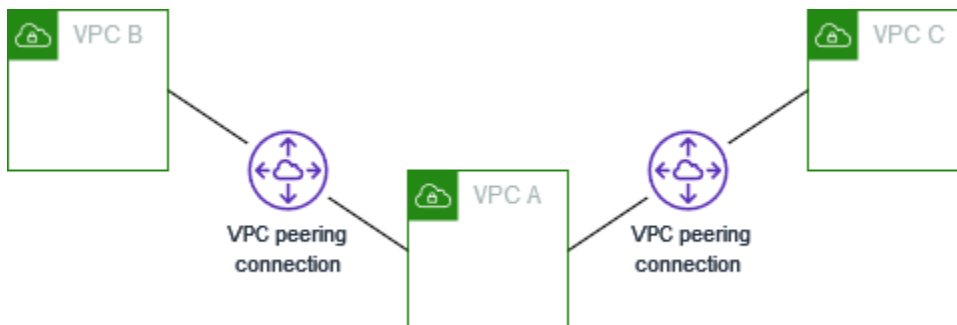 VPC B
VPC C
VPC A
VPC peering
connection
VPC peering
connection